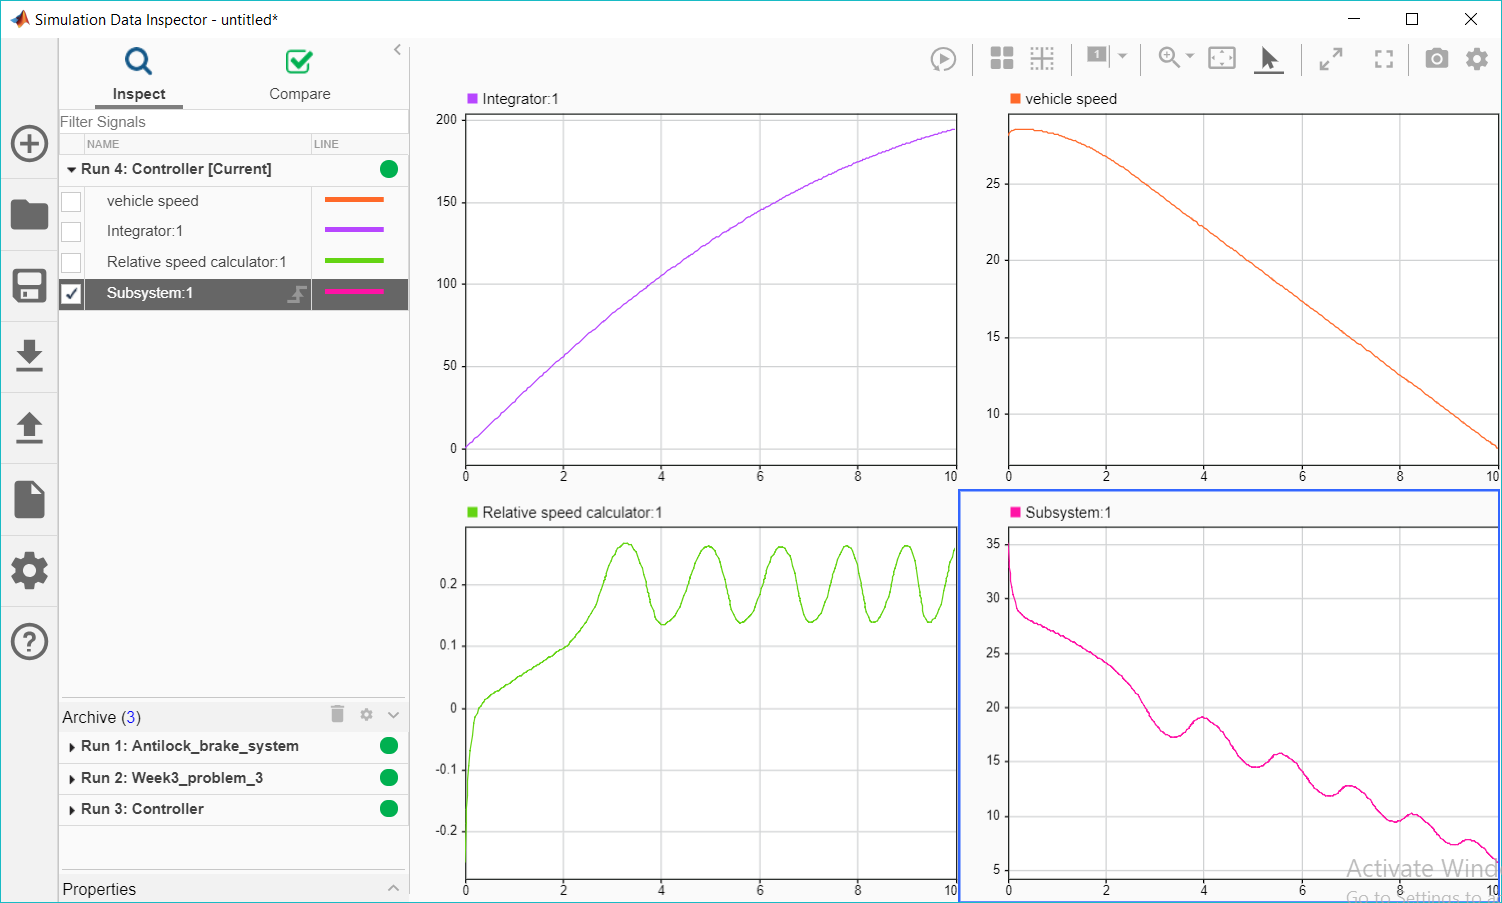 Simulation Data Inspector - untitled*
Inspect
Compare
Filter Signals
NAME
LINE
Run 4: Controller [Current]
vehicle speed
Integrator:1
Relative speed calculator:1
Subsystem:1
Archive (3)
Run 1: Antilock_brake_system
Run 2: Week3_problem_3
Run 3: Controller
Properties
1
Integrator:1
200
150
100
50
0
0 2 4 6 8 10
vehicle speed
25
20
15
10
0 2 4 6 8 10
Relative speed calculator:1
0.2
0.1
0
-0.1
-0.2
0 2 4 6 8 10
Subsystem:1
35
30
25
20
15
10
5
0 2 4 6 8 10
Activate Wind
Go to Settings to a